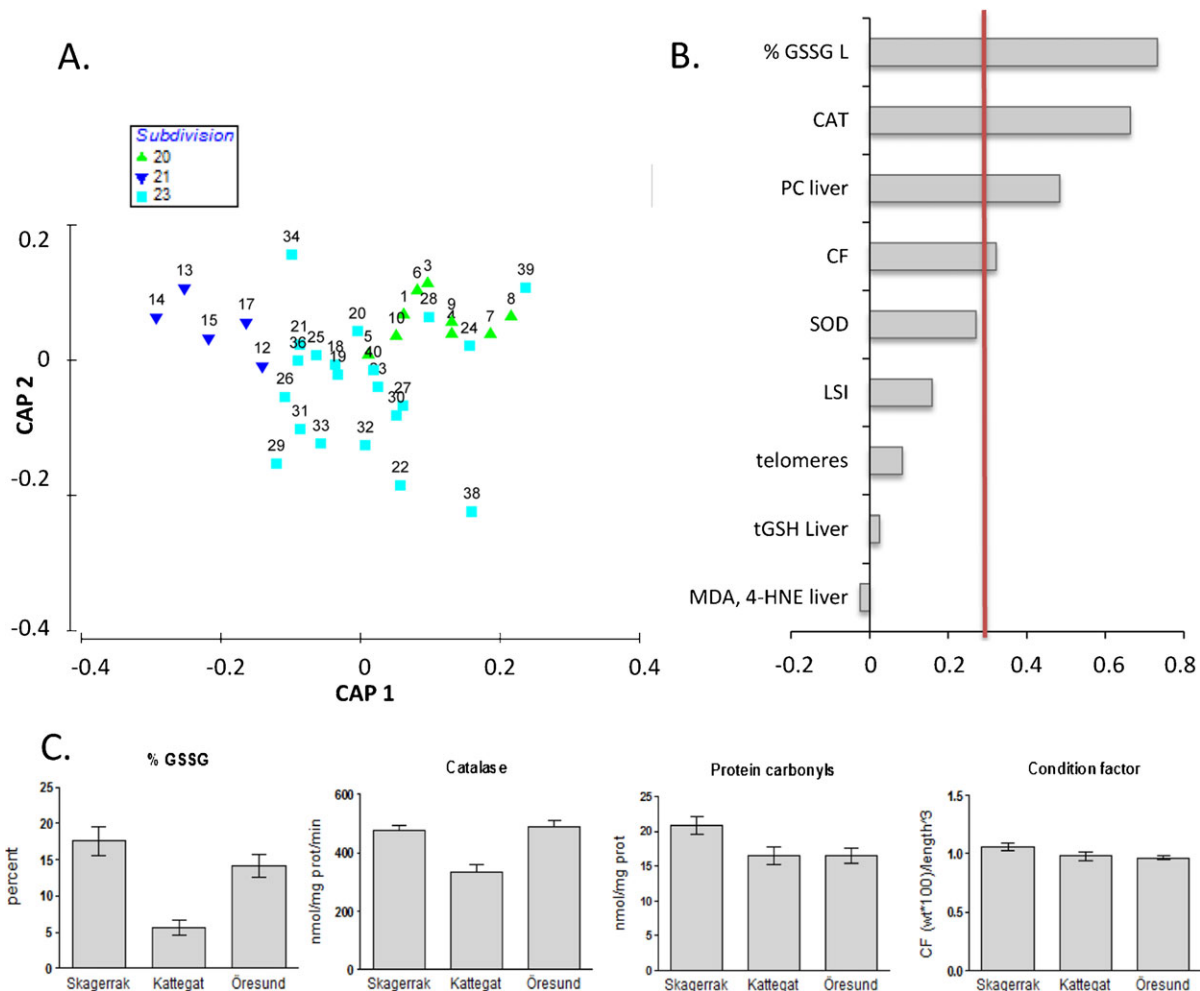 A.
Subdivision
20
21
23
0.2
0
-0.2
-0.4
CAP 2
34
13
14
15
17
12
21
36
25
20
18
19
26
31
33
29
32
5
40
23
27
30
22
38
1
10
6
3
28
9
4
24
7
8
39
-0.4
-0.2
0
0.2
0.4
CAP 1
B.
% GSSG L
CAT
PC liver
CF
SOD
LSI
telomeres
tGSH Liver
MDA, 4-HNE liver
-0.2
0
0.2
0.4
0.6
0.8
C.
% GSSG
percent
25
20
15
10
5
0
Skagerrak
Kattegat
Öresund
Catalase
nmol/mg prot/min
600
400
200
0
Skagerrak
Kattegat
Öresund
Protein carbonyls
nmol/mg prot
25
20
15
10
5
0
Skagerrak
Kattegat
Öresund
Condition factor
CF (wt*100)/length^3
1.5
1.0
0.5
0.0
Skagerrak
Kattegat
Öresund